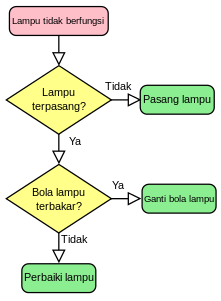 Lampu tidak berfungsi
Lampu
terpasang?
Tidak
Pasang lampu
Ya
Bola lampu
terbakar?
Ya
Ganti bola lampu
Tidak
Perbaiki lampu